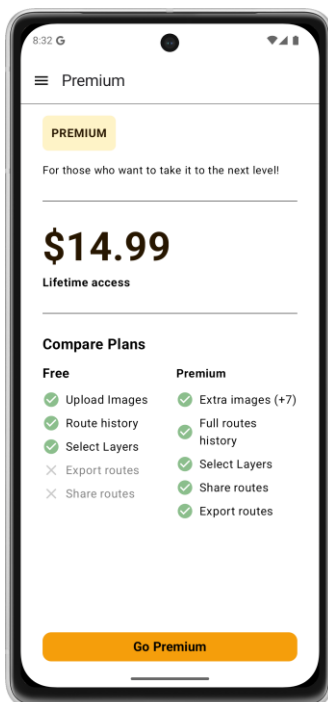 8:32 G
Premium
PREMIUM
For those who want to take it to the next level!
$14.99
Lifetime access
Compare Plans
Free
Upload Images
Route history
Select Layers
Export routes
Share routes
Premium
Extra images (+7)
Full routes
history
Select Layers
Share routes
Export routes
Go Premium